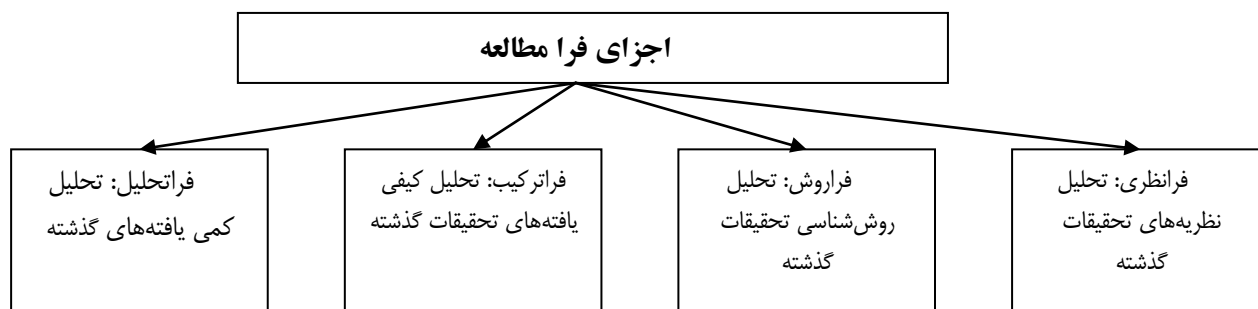 اجزای فرا مطالعه
فرانظری: تحلیل
نظریه‌های تحقیقات
گذشته
فراروش: تحلیل
روش‌شناسی تحقیقات
گذشته
فراترکیب: تحلیل کیفی
یافته‌های تحقیقات گذشته
فراتحلیل: تحلیل
کمی یافته‌های گذشته